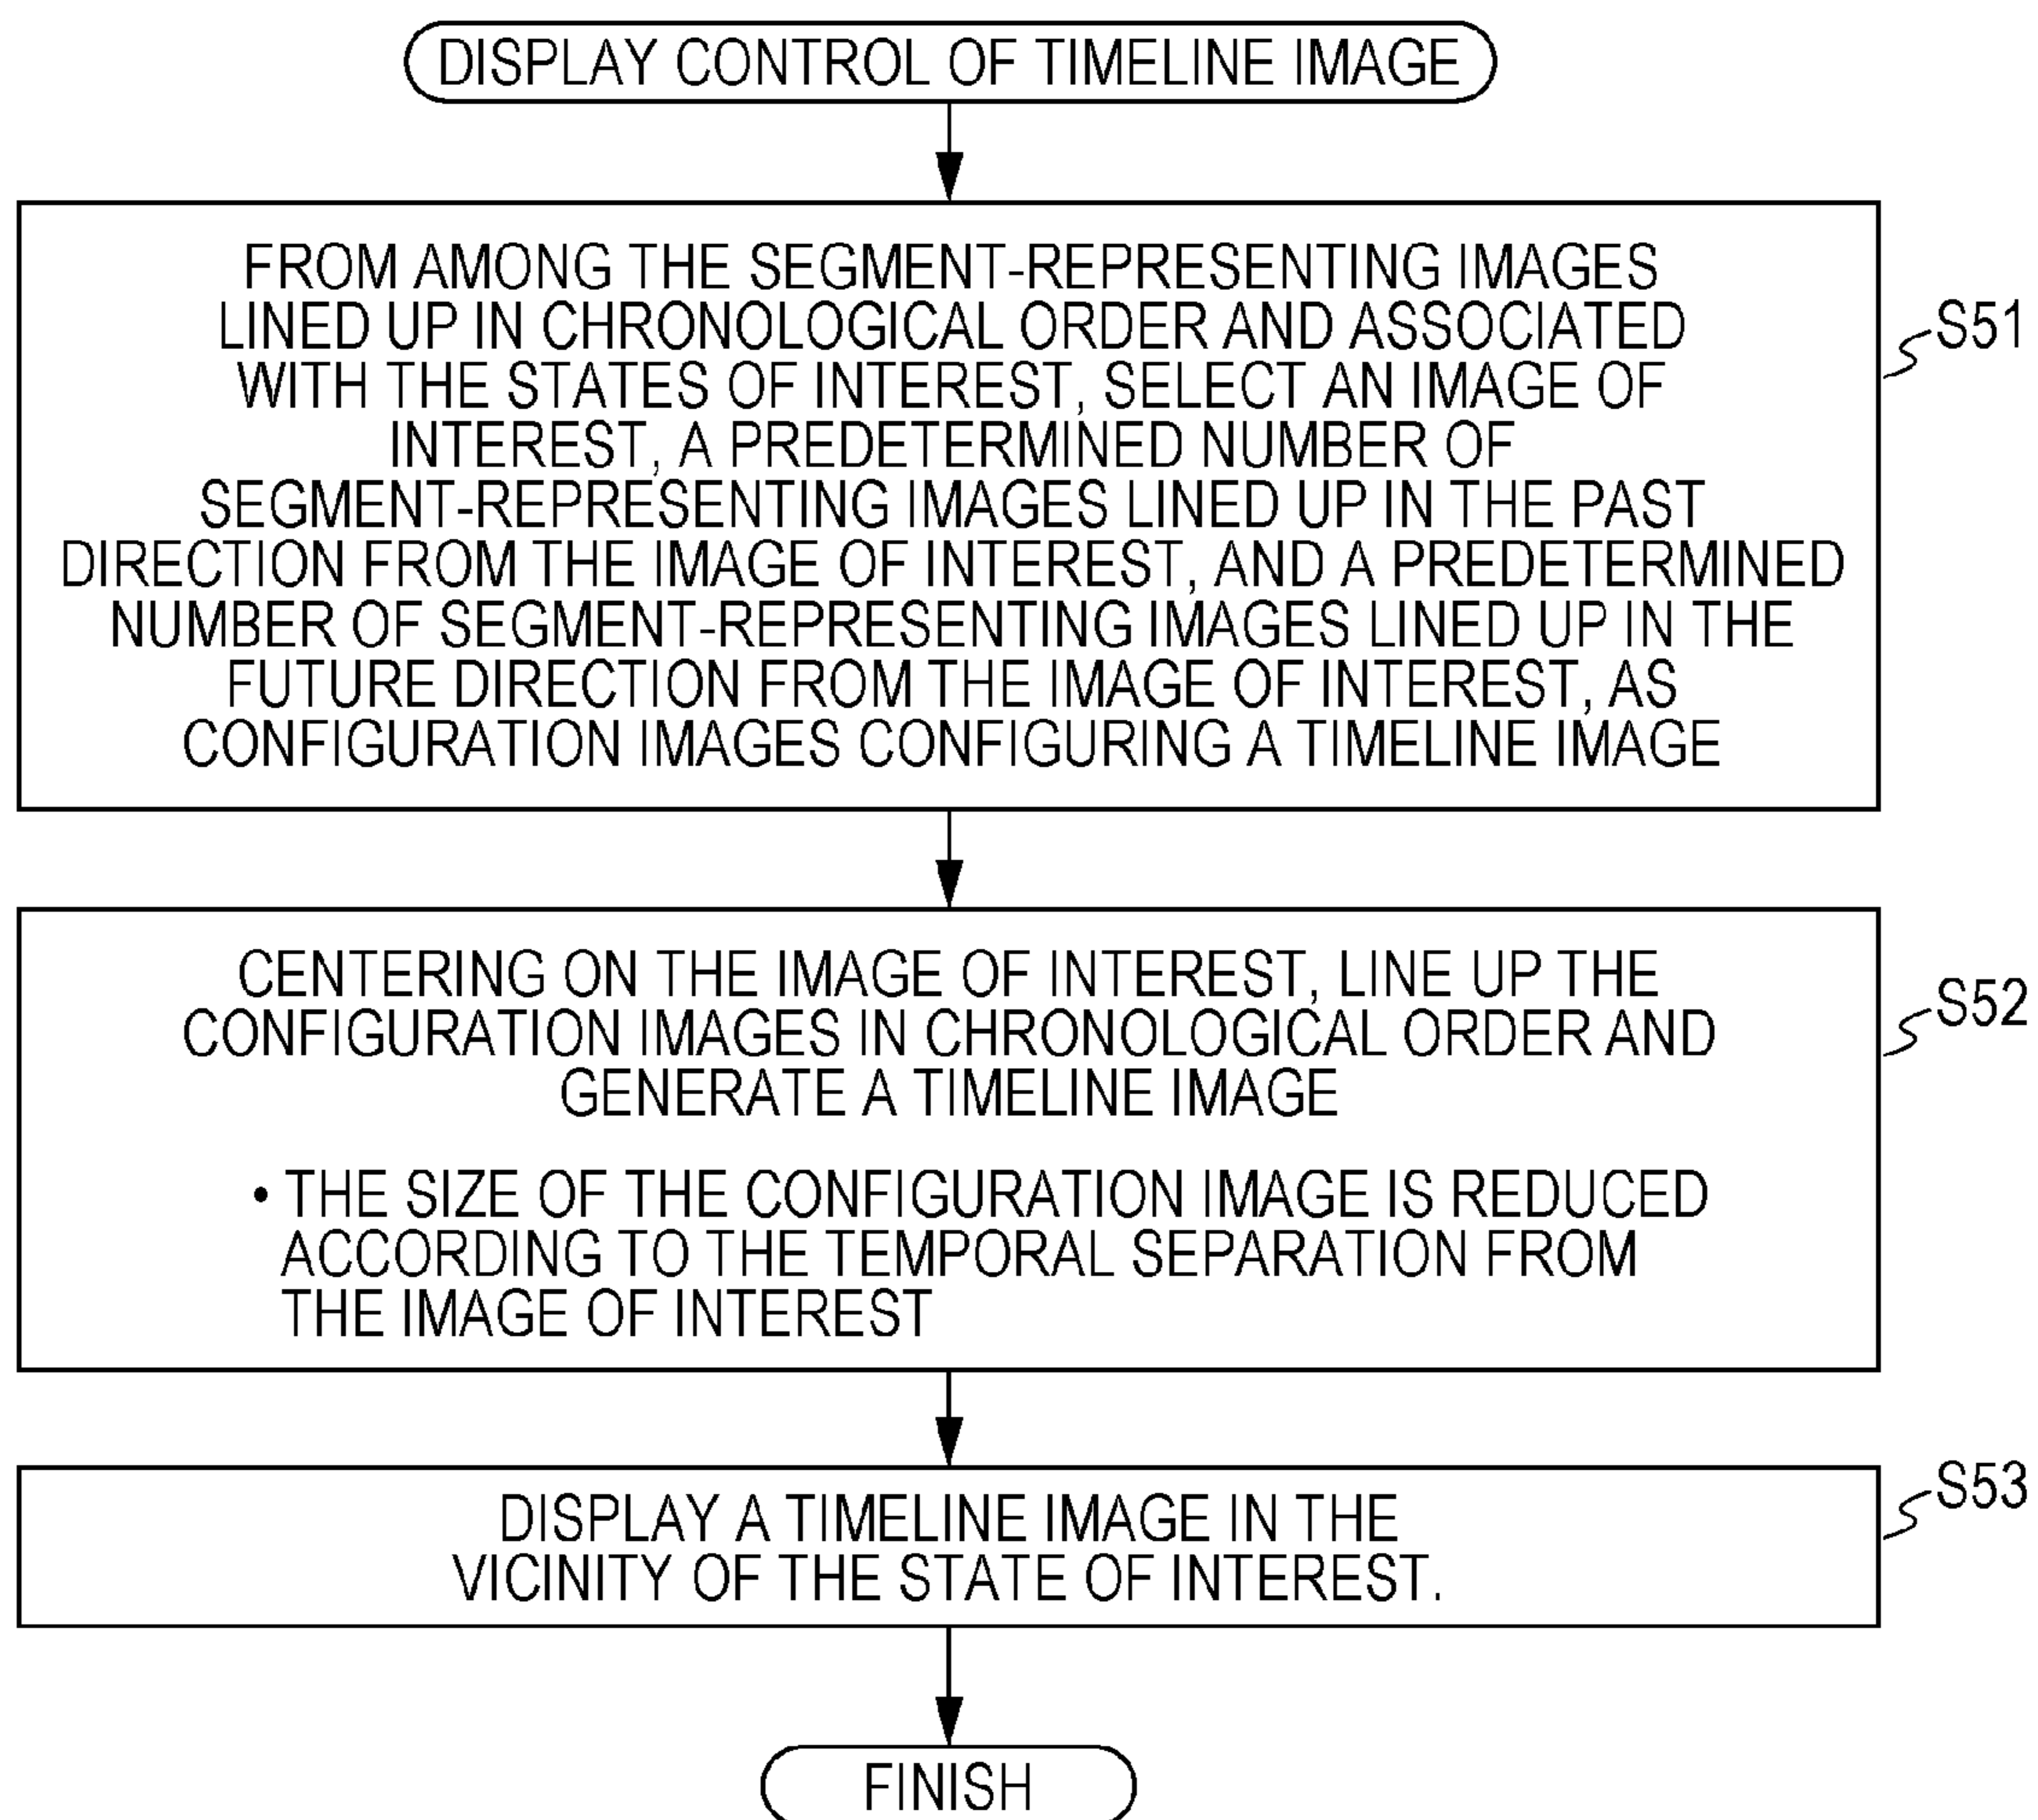 DISPLAY CONTROL OF TIMELINE IMAGE
FROM AMONG THE SEGMENT-REPRESENTING IMAGES
LINED UP IN CHRONOLOGICAL ORDER AND ASSOCIATED
WITH THE STATES OF INTEREST, SELECT AN IMAGE OF
INTEREST, A PREDETERMINED NUMBER OF
SEGMENT-REPRESENTING IMAGES LINED UP IN THE PAST
DIRECTION FROM THE IMAGE OF INTEREST, AND A PREDETERMINED
NUMBER OF SEGMENT-REPRESENTING IMAGES LINED UP IN THE
FUTURE DIRECTION FROM THE IMAGE OF INTEREST, AS
CONFIGURATION IMAGES CONFIGURING A TIMELINE IMAGE
S51
CENTERING ON THE IMAGE OF INTEREST, LINE UP THE
CONFIGURATION IMAGES IN CHRONOLOGICAL ORDER AND
GENERATE A TIMELINE IMAGE
• THE SIZE OF THE CONFIGURATION IMAGE IS REDUCED
ACCORDING TO THE TEMPORAL SEPARATION FROM
THE IMAGE OF INTEREST
S52
DISPLAY A TIMELINE IMAGE IN THE
VICINITY OF THE STATE OF INTEREST.
S53
FINISH